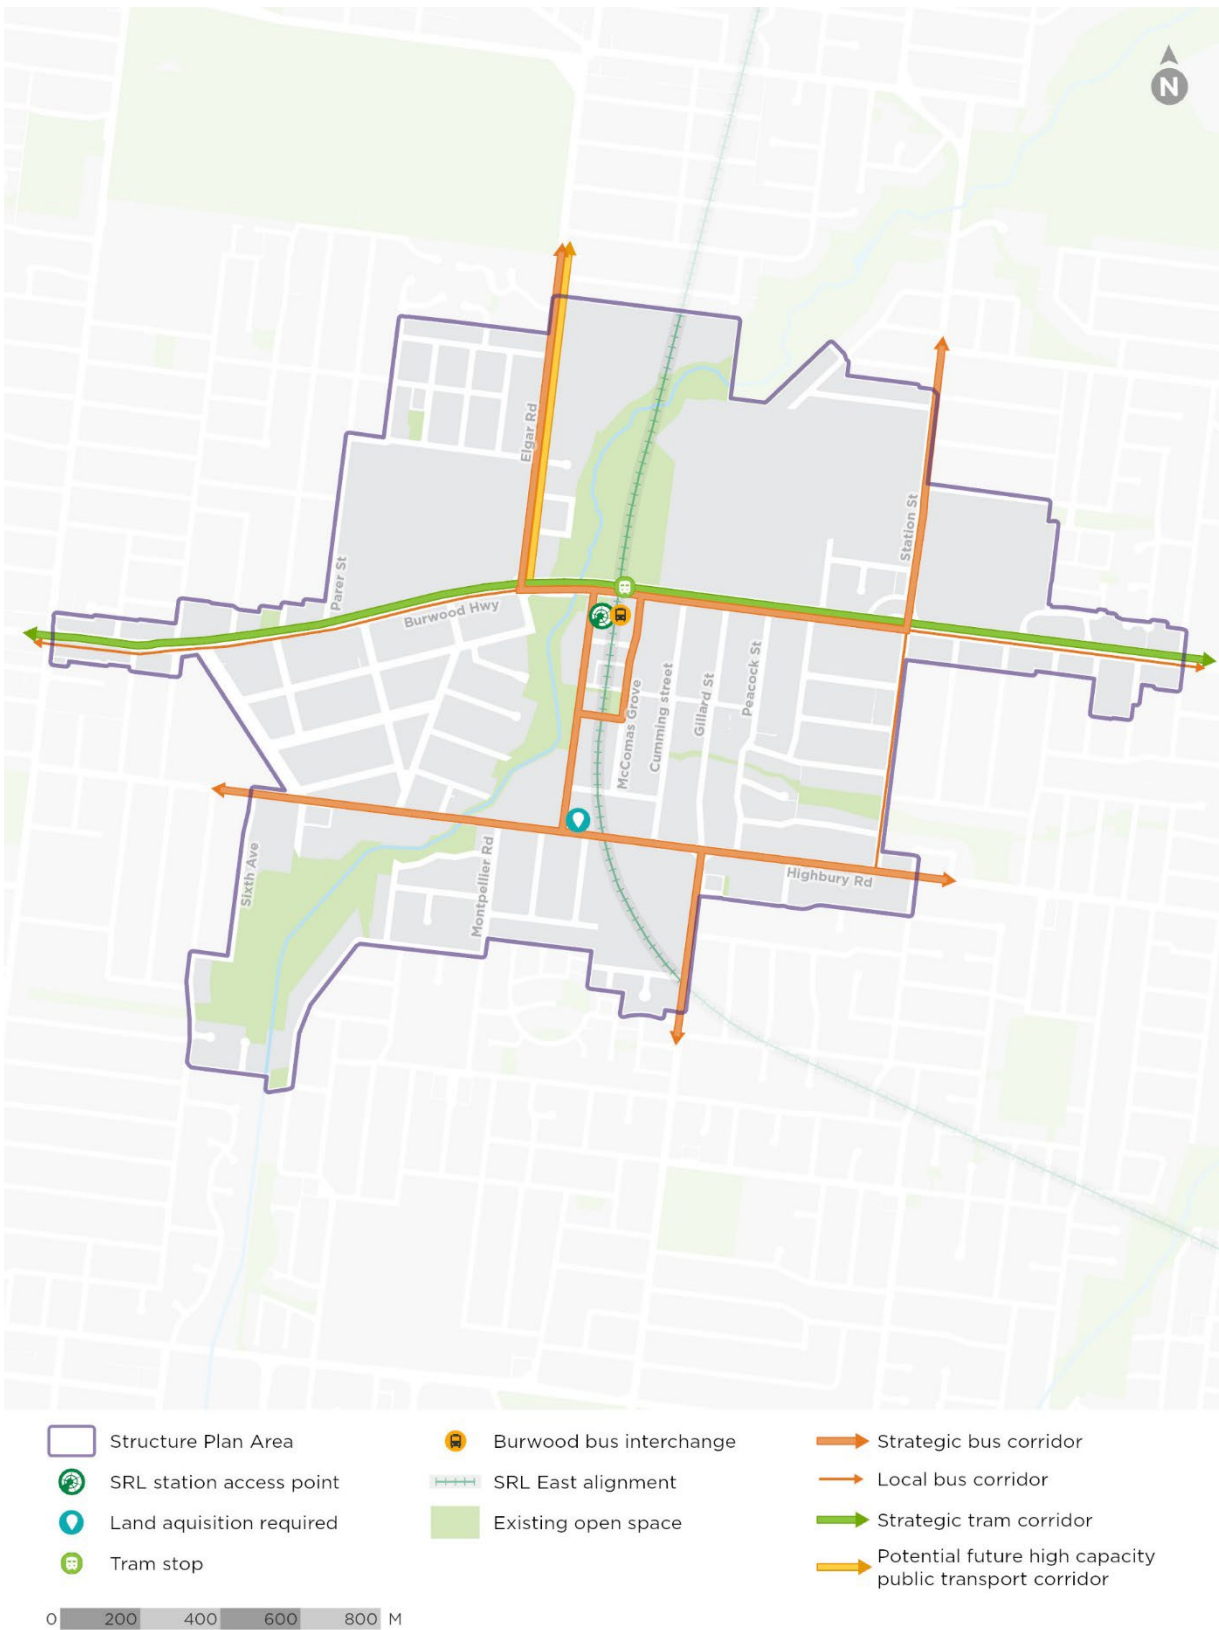 N
Elgar Rd
Station St
Parer St
Burwood Hwy
McComas Grove
Cumming street
Gillard St
Peacock St
Sixth Ave
Montpellier Rd
Highbury Rd
Structure Plan Area
SRL station access point
Land aquisition required
Tram stop
Burwood bus interchange
SRL East alignment
Existing open space
Strategic bus corridor
Local bus corridor
Strategic tram corridor
Potential future high capacity
public transport corridor
0 200 400 600 800 M